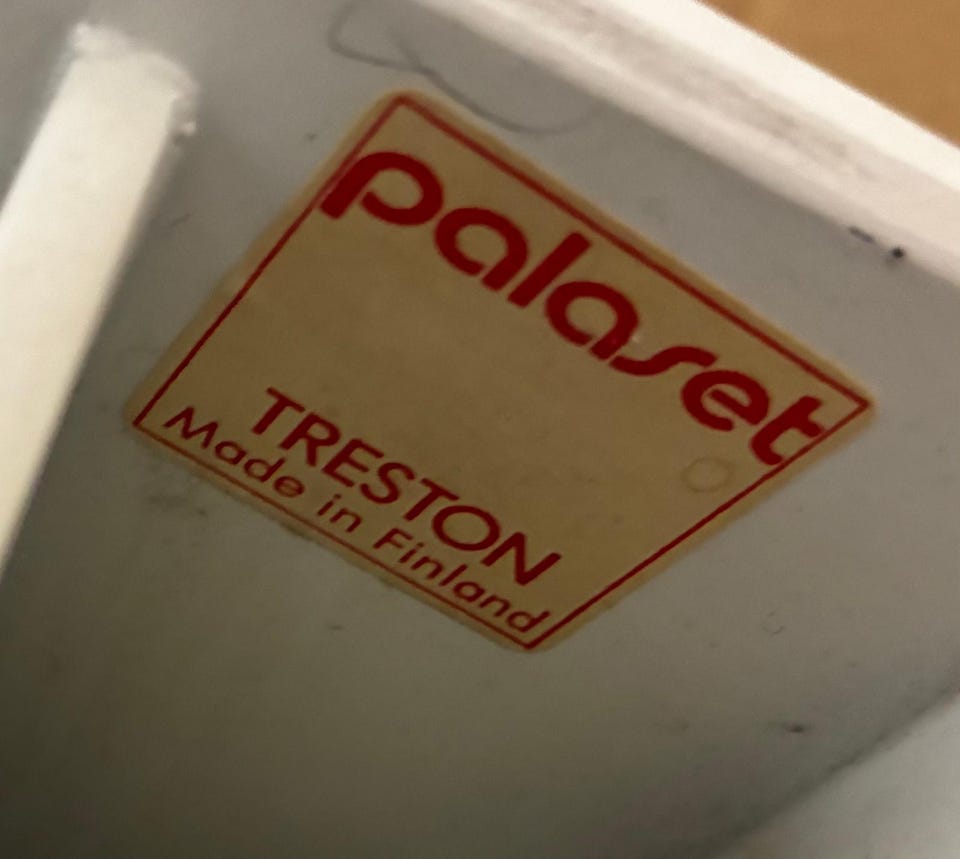 palaset
TRESTON
Made in Finland